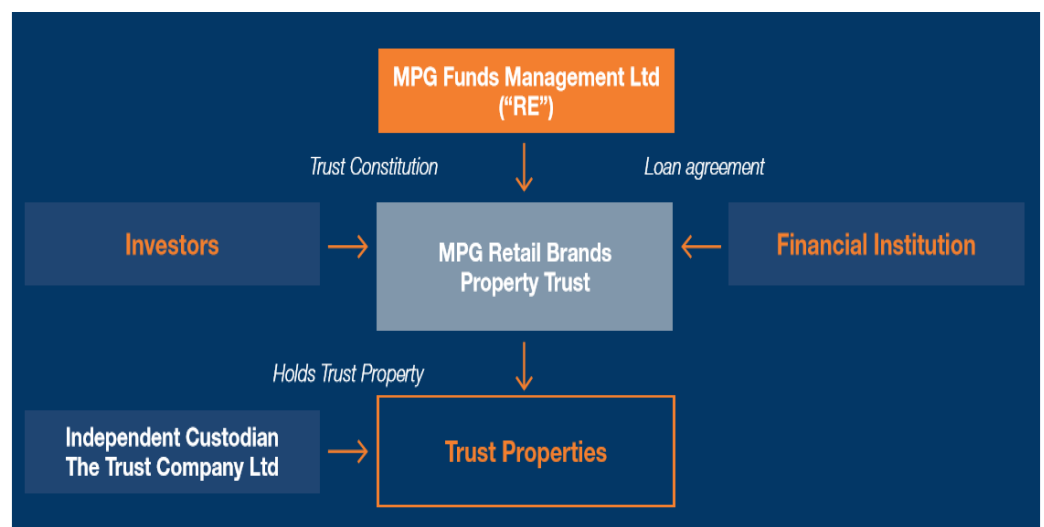 MPG Funds Management Ltd
(“RE”)
Trust Constitution
Loan agreement
Investors
MPG Retail Brands
Property Trust
Financial Institution
Holds Trust Property
Independent Custodian
The Trust Company Ltd
Trust Properties